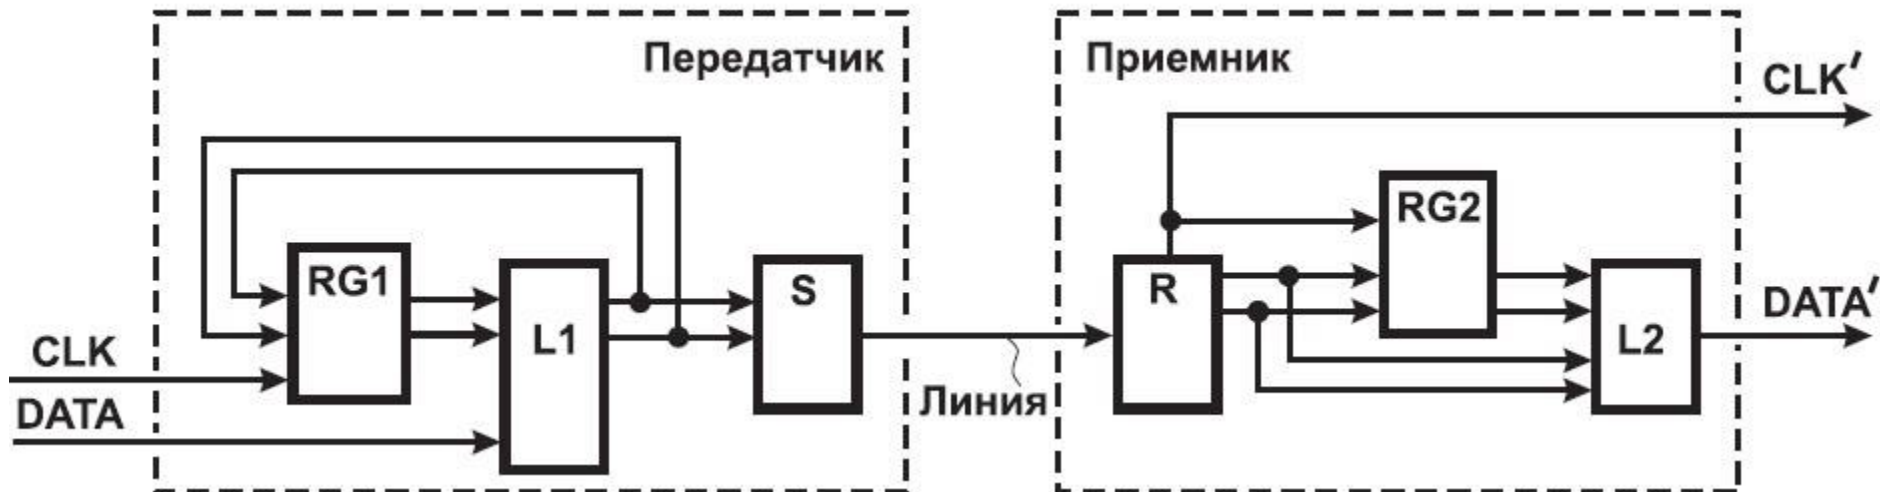 Передатчик
Приемник
CLK′
RG1
L1
S
R
RG2
L2
DATA′
CLK
DATA
Линия